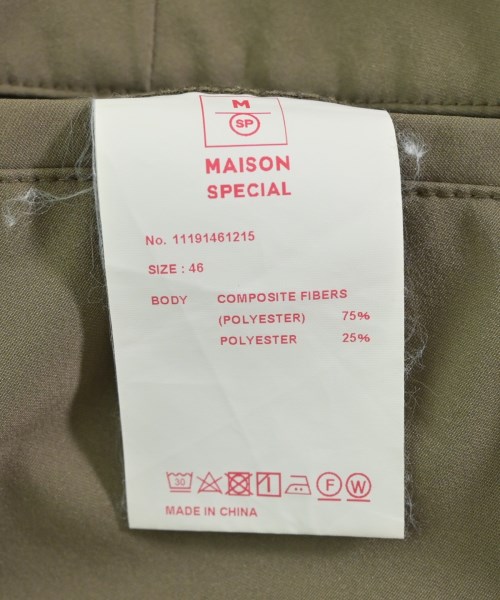 M
SP
MAISON
SPECIAL
No. 11191461215
SIZE : 46
BODY COMPOSITE FIBERS
(POLYESTER) 75%
POLYESTER 25%
30 F W
MADE IN CHINA